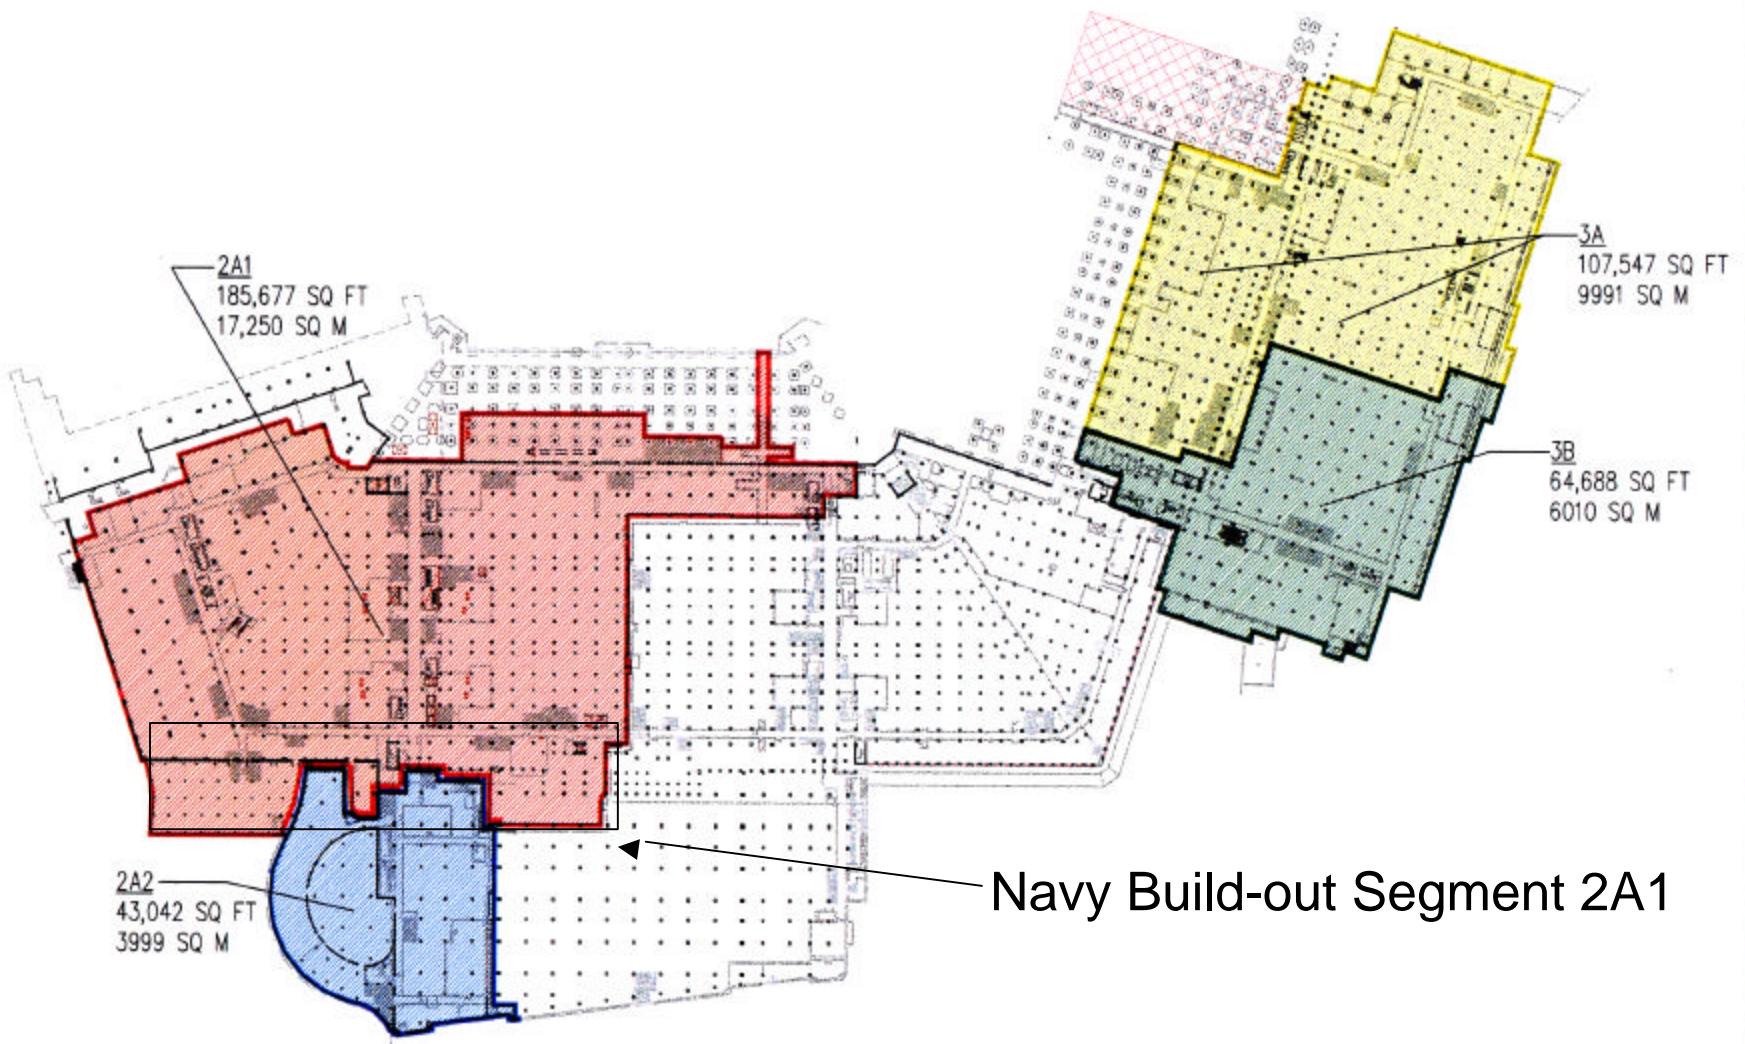 2A1
185,677 SQ FT
17,250 SQ M
3A
107,547 SQ FT
9991 SQ M
3B
64,688 SQ FT
6010 SQ M
2A2
43,042 SQ FT
3999 SQ M
Navy Build-out Segment 2A1